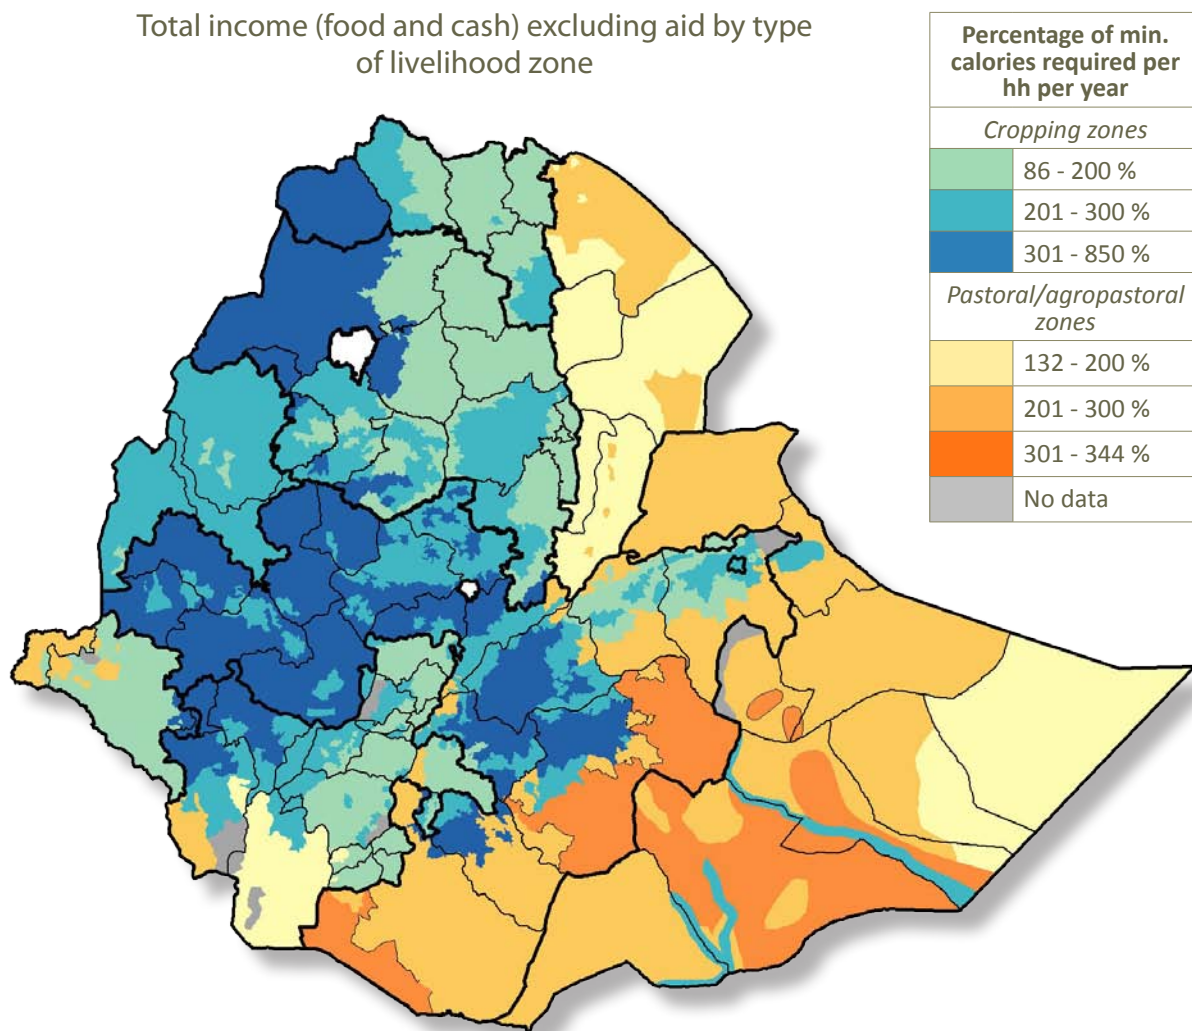 Total income (food and cash) excluding aid by type
of livelihood zone
Percentage of min.
calories required per
hh per year
Cropping zones
86 - 200 %
201 - 300 %
301 - 850 %
Pastoral/agropastoral
zones
132 - 200 %
201 - 300 %
301 - 344 %
No data